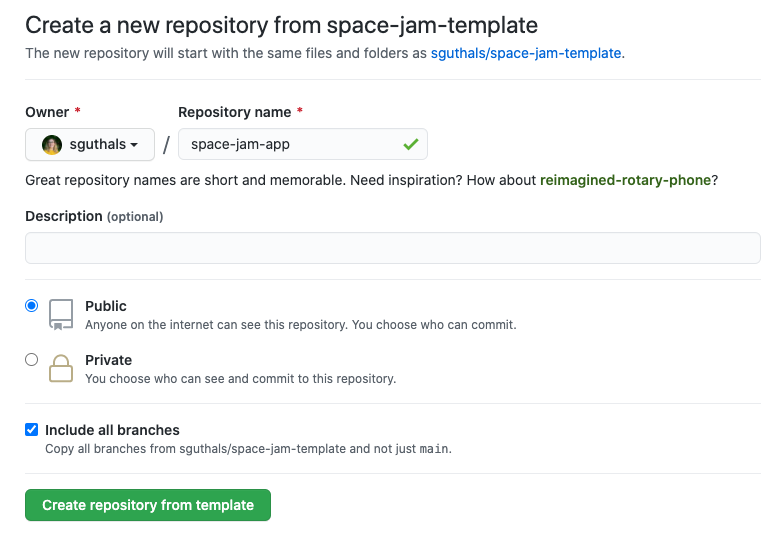 Create a new repository from space-jam-template
The new repository will start with the same files and folders as sguthals/space-jam-template.
Owner * Repository name *
sguthals / space-jam-app
Great repository names are short and memorable. Need inspiration? How about reimagined-rotary-phone?
Description (optional)
Public
Anyone on the internet can see this repository. You choose who can commit.
Private
You choose who can see and commit to this repository.
Include all branches
Copy all branches from sguthals/space-jam-template and not just main.
Create repository from template